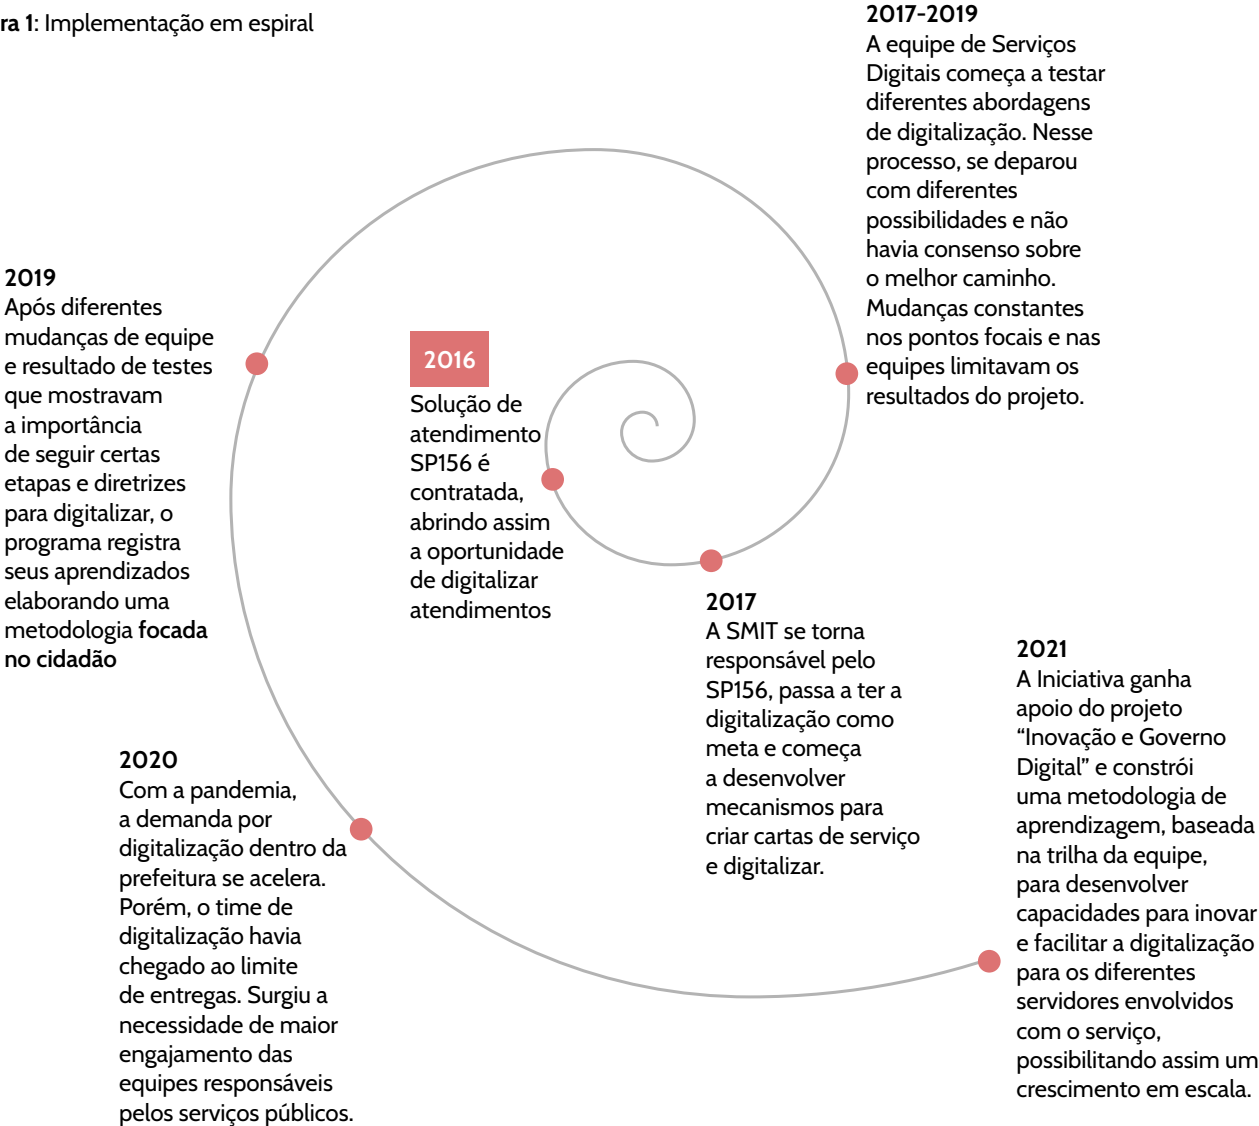 ra 1: Implementação em espiral
2016
Solução de
atendimento
SP156 é
contratada,
abrindo assim
a oportunidade
de digitalizar
atendimentos
2017
A SMIT se torna
responsável pelo
SP156, passa a ter a
digitalização como
meta e começa
a desenvolver
mecanismos para
criar cartas de serviço
e digitalizar.
2017-2019
A equipe de Serviços
Digitais começa a testar
diferentes abordagens
de digitalização. Nesse
processo, se deparou
com diferentes
possibilidades e não
havia consenso sobre
o melhor caminho.
Mudanças constantes
nos pontos focais e nas
equipes limitavam os
resultados do projeto.
2019
Após diferentes
mudanças de equipe
e resultado de testes
que mostravam
a importância
de seguir certas
etapas e diretrizes
para digitalizar, o
programa registra
seus aprendizados
elaborando uma
metodologia focada
no cidadão
2020
Com a pandemia,
a demanda por
digitalização dentro da
prefeitura se acelera.
Porém, o time de
digitalização havia
chegado ao limite
de entregas. Surgiu a
necessidade de maior
engajamento das
equipes responsáveis
pelos serviços públicos.
2021
A Iniciativa ganha
apoio do projeto
“Inovação e Governo
Digital” e constrói
uma metodologia de
aprendizagem, baseada
na trilha da equipe,
para desenvolver
capacidades para inovar
e facilitar a digitalização
para os diferentes
servidores envolvidos
com o serviço,
possibilitando assim um
crescimento em escala.